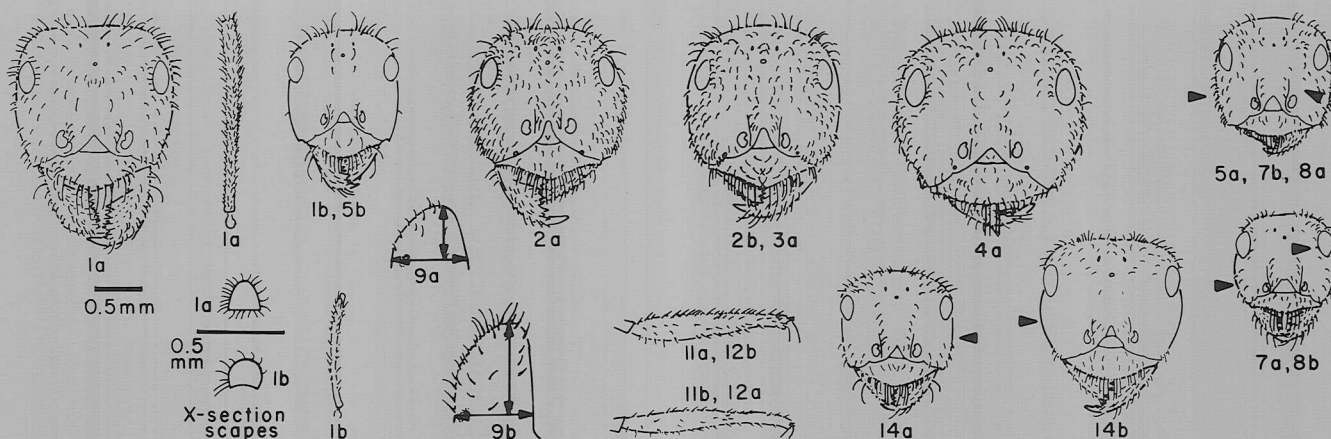 1a
0.5mm
1a
1a
0.5
mm
1b
X-section
scapes
1b, 5b
1b
9a
9b
2a
2b, 3a
11a, 12b
11b, 12a
4a
14a
14b
5a, 7b, 8a
7a,8b